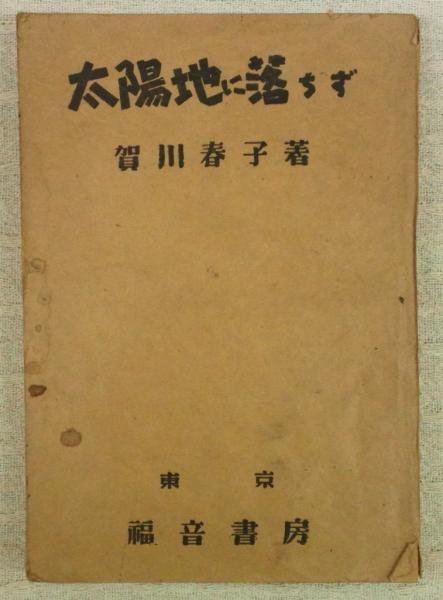 太陽地に落ちず
賀川春子著
東京
福音書房